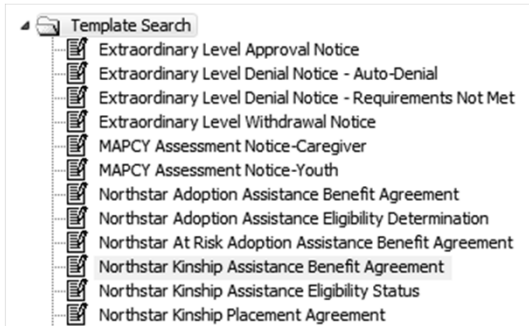 Template Search
Extraordinary Level Approval Notice
Extraordinary Level Denial Notice - Auto-Denial
Extraordinary Level Denial Notice - Requirements Not Met
Extraordinary Level Withdrawal Notice
MAPCY Assessment Notice-Caregiver
MAPCY Assessment Notice-Youth
Northstar Adoption Assistance Benefit Agreement
Northstar Adoption Assistance Eligibility Determination
Northstar At Risk Adoption Assistance Benefit Agreement
Northstar Kinship Assistance Benefit Agreement
Northstar Kinship Assistance Eligibility Status
Northstar Kinship Placement Agreement